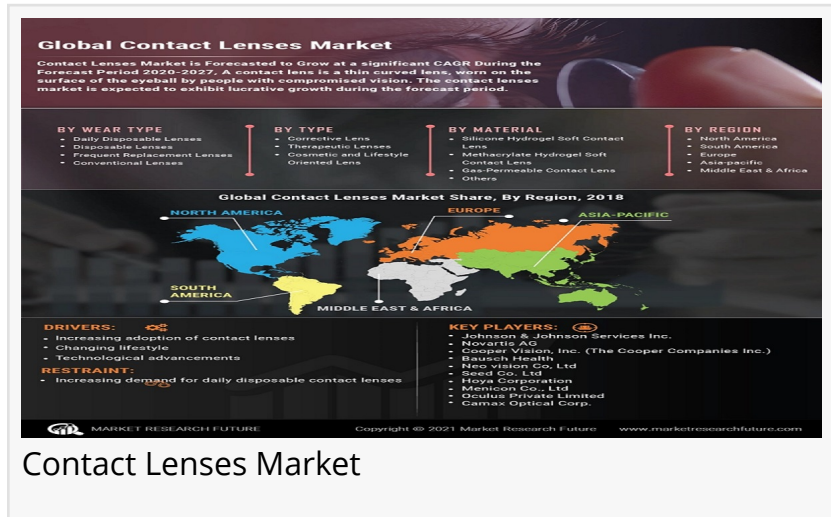 Global Contact Lenses Market
Contact Lenses Market is Forecasted to Grow at a significant CAGR During the
Forecast Period 2020-2027, A contact lens is a thin curved lens, worn on the
surface of the eyeball by people with compromised vision. The contact lenses
market is expected to exhibit lucrative growth during the forecast period.
BY WEAR TYPE
• Daily Disposable Lenses
• Disposable Lenses
• Frequent Replacement Lenses
• Conventional Lenses
BY TYPE
• Corrective Lens
• Therapeutic Lenses
• Cosmetic and Lifestyle
Oriented Lens
BY MATERIAL
• Silicone Hydrogel Soft Contact
Lens
• Methacrylate Hydrogel Soft
Contact Lens
• Gas-Permeable Contact Lens
• Others
BY REGION
• North America
• South America
• Europe
• Asia-pacific
• Middle East & Africa
Global Contact Lenses Market Share, By Region, 2018
NORTH AMERICA
EUROPE
ASIA-PACIFIC
SOUTH
AMERICA
MIDDLE EAST & AFRICA
DRIVERS:
• Increasing adoption of contact lenses
• Changing lifestyle
• Technological advancements
RESTRAINT:
• Increasing demand for daily disposable contact lenses
KEY PLAYERS:
• Johnson & Johnson Services Inc.
• Novartis AG
• Cooper Vision, Inc. (The Cooper Companies Inc.)
• Bausch Health
• Neo vision Co, Ltd
• Seed Co. Ltd
• Hoya Corporation
• Menicon Co., Ltd
• Oculus Private Limited
• Camax Optical Corp.
MARKET RESEARCH FUTURE
Copyright © 2021 Market Research Future
www.marketresearchfuture.com
Contact Lenses Market